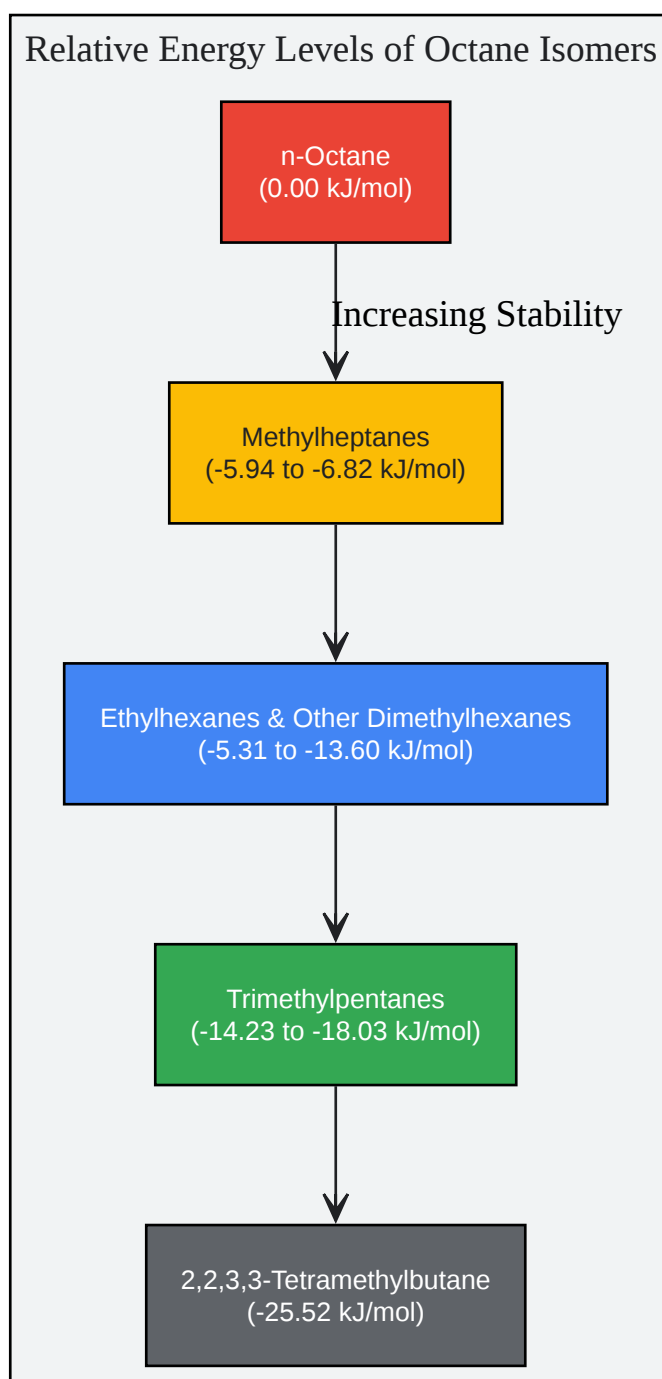 Relative Energy Levels of Octane Isomers
n-Octane
(0.00 kJ/mol)
Increasing Stability
Methylheptanes
(-5.94 to -6.82 kJ/mol)
Ethylhexanes & Other Dimethylhexanes
(-5.31 to -13.60 kJ/mol)
Trimethylpentanes
(-14.23 to -18.03 kJ/mol)
2,2,3,3-Tetramethylbutane
(-25.52 kJ/mol)